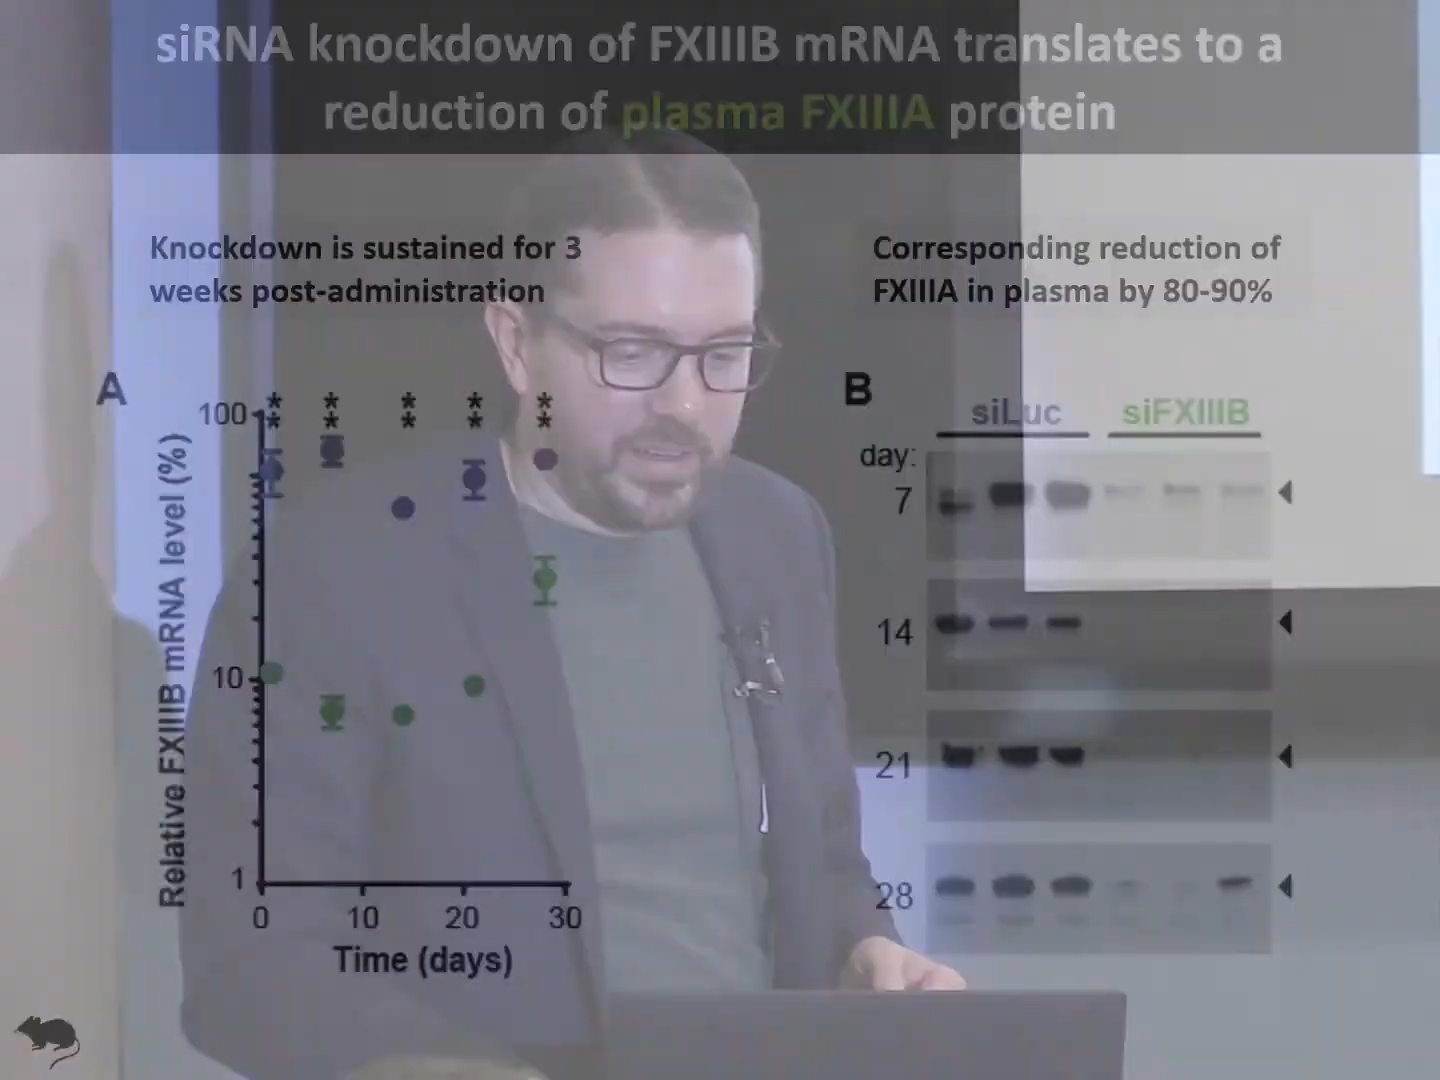 siRNA knockdown of FXIIIB mRNA translates to a
reduction of plasma FXIIIA protein
Knockdown is sustained for 3
weeks post-administration
Corresponding reduction of
FXIIIA in plasma by 80-90%
A
Relative FXIIIB mRNA level (%)
100
10
1
** ** ** ** **
0 10 20 30
Time (days)
B
siLuc siFXIIIB
day:
7
14
21
28